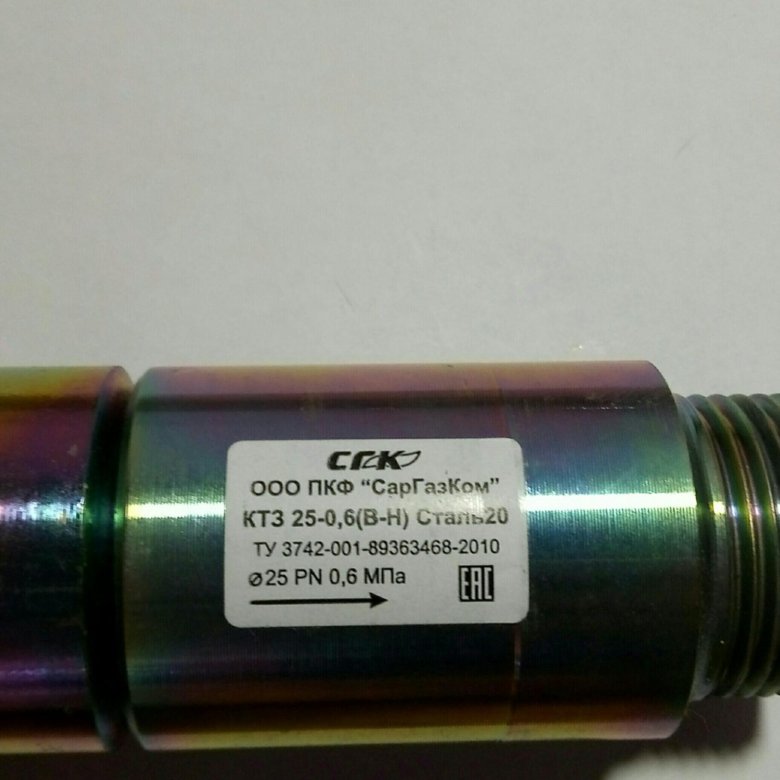 СГК
ООО ПКФ “СарГазКом”
КТЗ 25-0,6(В-Н) Сталь20
ТУ 3742-001-89363468-2010
⌀25 PN 0,6 МПа
EAC